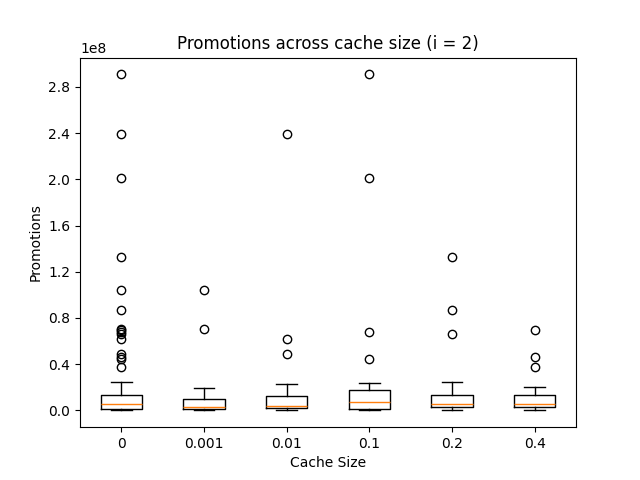 Promotions across cache size (i = 2)
1e8
2.8
2.4
2.0
1.6
1.2
0.8
0.4
0.0
Promotions
0 0.001 0.01 0.1 0.2 0.4
Cache Size